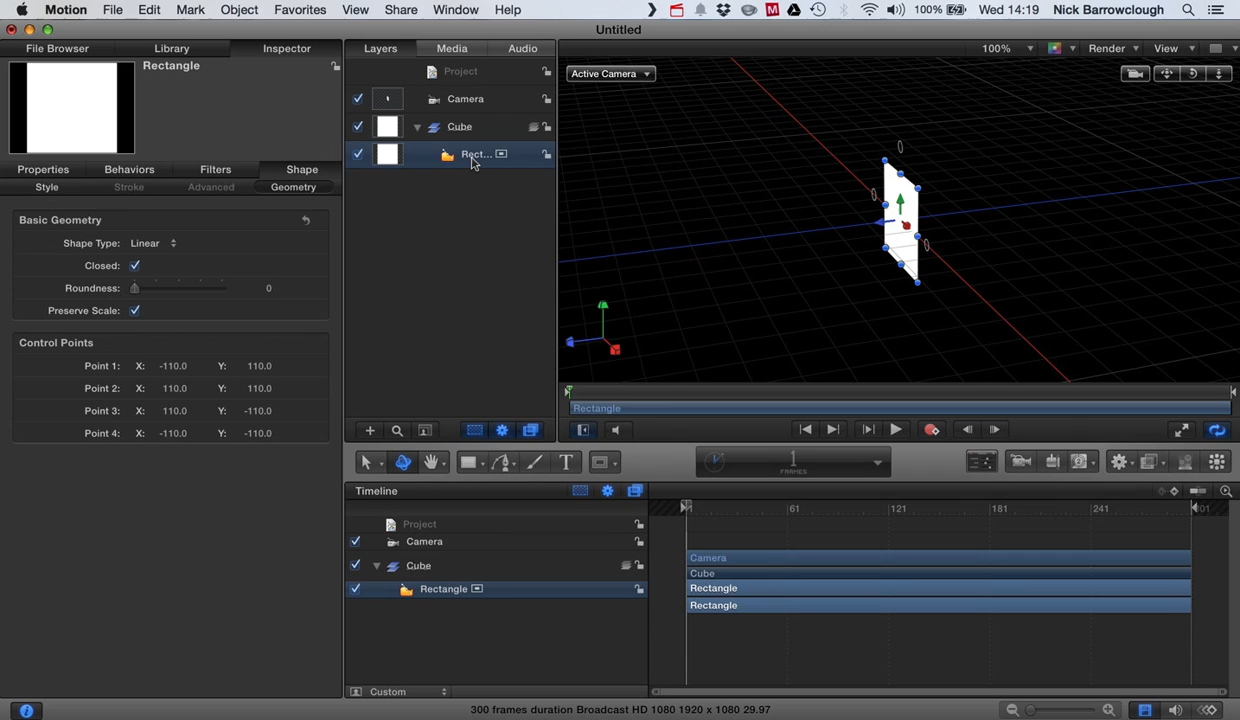 Motion File Edit Mark Object Favorites View Share Window Help 100% Wed 14:19 Nick Barrowclough
Untitled
File Browser Library Inspector Layers Media Audio 100% Render View
Rectangle
Project
Active Camera
Camera
Cube
Rect...
Properties Behaviors Filters Shape
Style Stroke Advanced Geometry
Basic Geometry
Shape Type: Linear
Closed:
Roundness: 0
Preserve Scale:
Control Points
Point 1: X: -110.0 Y: 110.0
Point 2: X: 110.0 Y: 110.0
Point 3: X: 110.0 Y: -110.0
Point 4: X: -110.0 Y: -110.0
Rectangle
T 1
FRAMES
Timeline
61 121 181 241 301
Project
Camera
Cube
Rectangle
Camera
Cube
Rectangle
Rectangle
Custom
300 frames duration Broadcast HD 1080 1920 x 1080 29.97